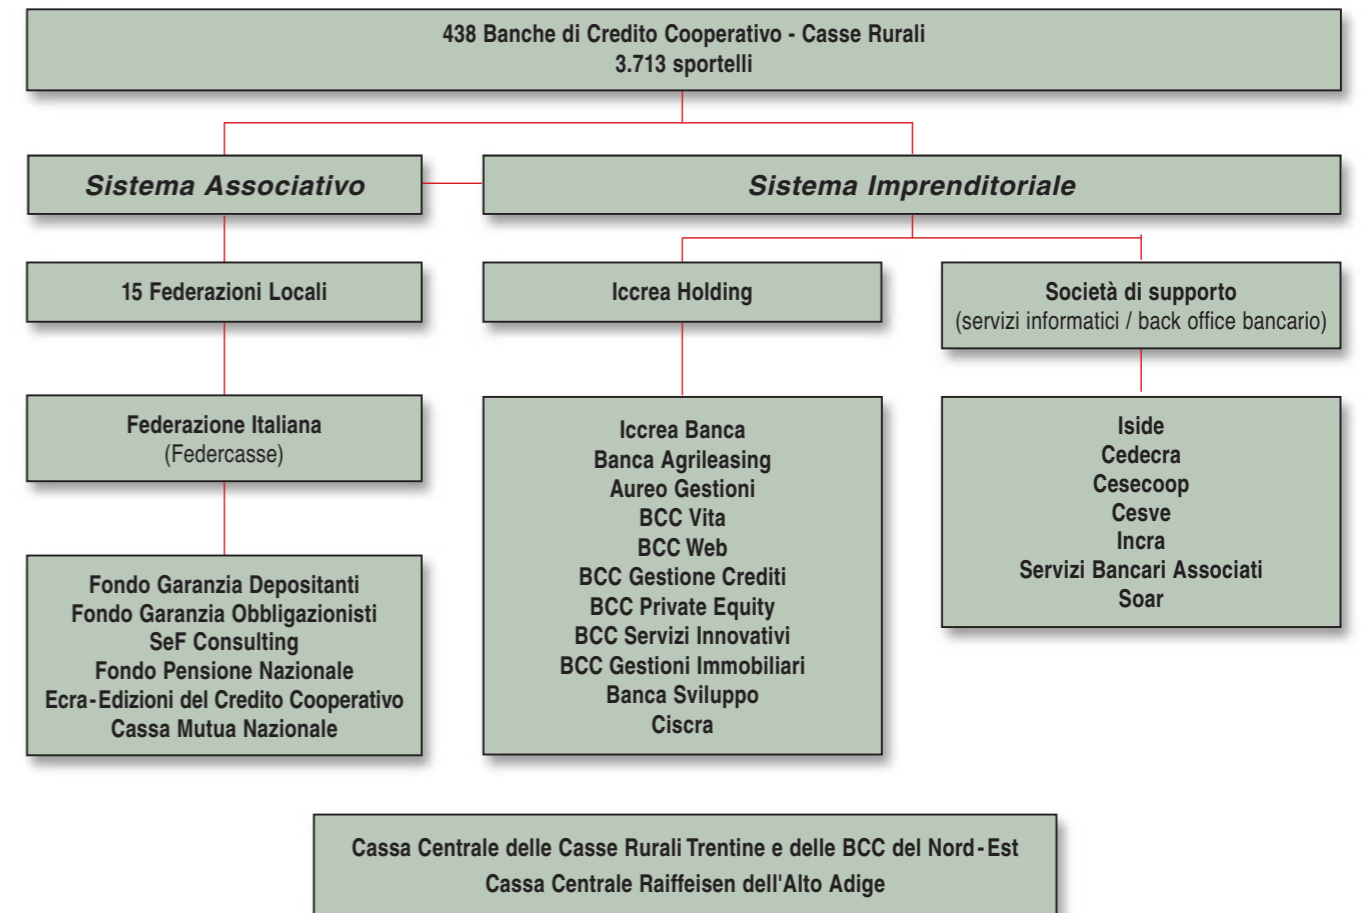 438 Banche di Credito Cooperativo - Casse Rurali
3.713 sportelli
Sistema Associativo
Sistema Imprenditoriale
15 Federazioni Locali
Iccrea Holding
Società di supporto
(servizi informatici / back office bancario)
Federazione Italiana
(Federcasse)
Iccrea Banca
Banca Agrileasing
Aureo Gestioni
BCC Vita
BCC Web
BCC Gestione Crediti
BCC Private Equity
BCC Servizi Innovativi
BCC Gestioni Immobiliari
Banca Sviluppo
Ciscra
Iside
Cedecra
Cesecoop
Cesve
Incra
Servizi Bancari Associati
Soar
Fondo Garanzia Depositanti
Fondo Garanzia Obbligazionisti
SeF Consulting
Fondo Pensione Nazionale
Ecra-Edizioni del Credito Cooperativo
Cassa Mutua Nazionale
Cassa Centrale delle Casse Rurali Trentine e delle BCC del Nord-Est
Cassa Centrale Raiffeisen dell'Alto Adige